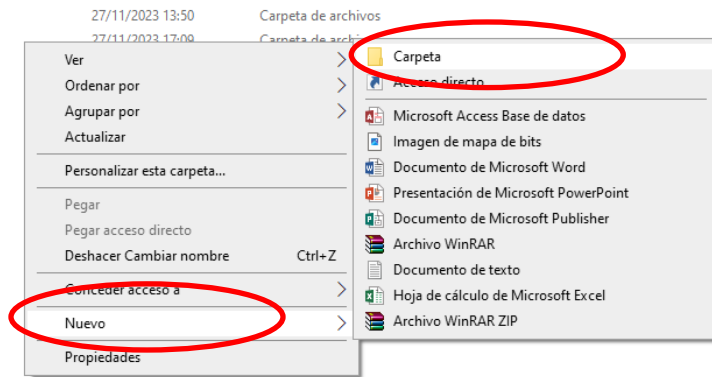 27/11/2023 13:50 Carpeta de archivos
27/11/2023 17:09 Carpeta de archi
Ver
Ordenar por
Agrupar por
Actualizar
Personalizar esta carpeta...
Pegar
Pegar acceso directo
Deshacer Cambiar nombre Ctrl+Z
Conceder acceso a
Nuevo
Propiedades
Carpeta
Acceso directo
Microsoft Access Base de datos
Imagen de mapa de bits
Documento de Microsoft Word
Presentación de Microsoft PowerPoint
Documento de Microsoft Publisher
Archivo WinRAR
Documento de texto
Hoja de cálculo de Microsoft Excel
Archivo WinRAR ZIP